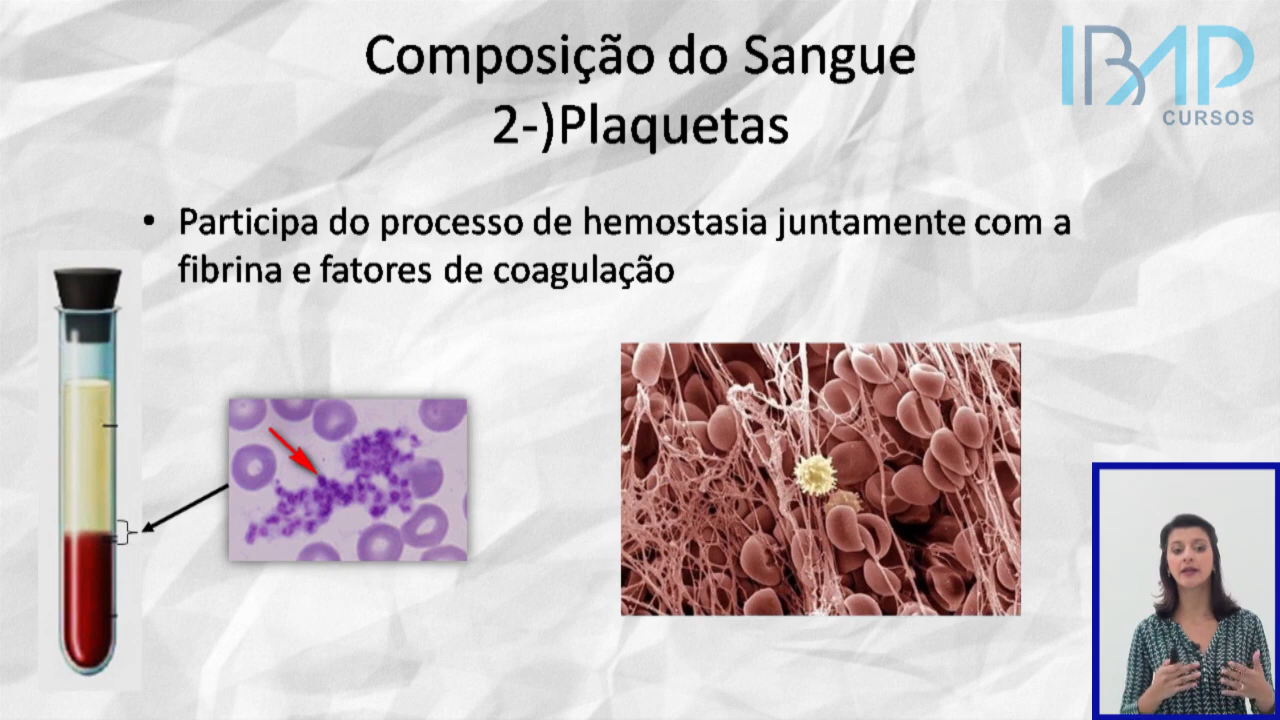 Composição do Sangue
2-)Plaquetas
IBAP
CURSOS
• Participa do processo de hemostasia juntamente com a
fibrina e fatores de coagulação